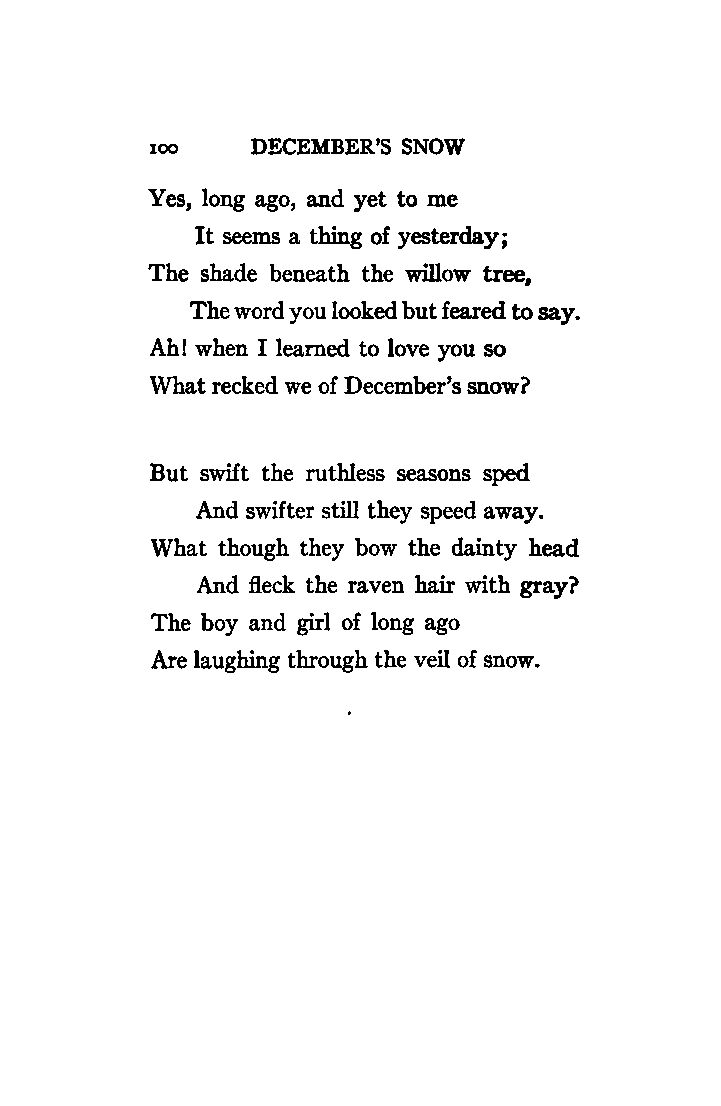 100 DECEMBER'S SNOW
Yes, long ago, and yet to me
It seems a thing of yesterday;
The shade beneath the willow tree,
The word you looked but feared to say.
Ah! when I learned to love you so
What recked we of December's snow?
But swift the ruthless seasons sped
And swifter still they speed away.
What though they bow the dainty head
And fleck the raven hair with gray?
The boy and girl of long ago
Are laughing through the veil of snow.